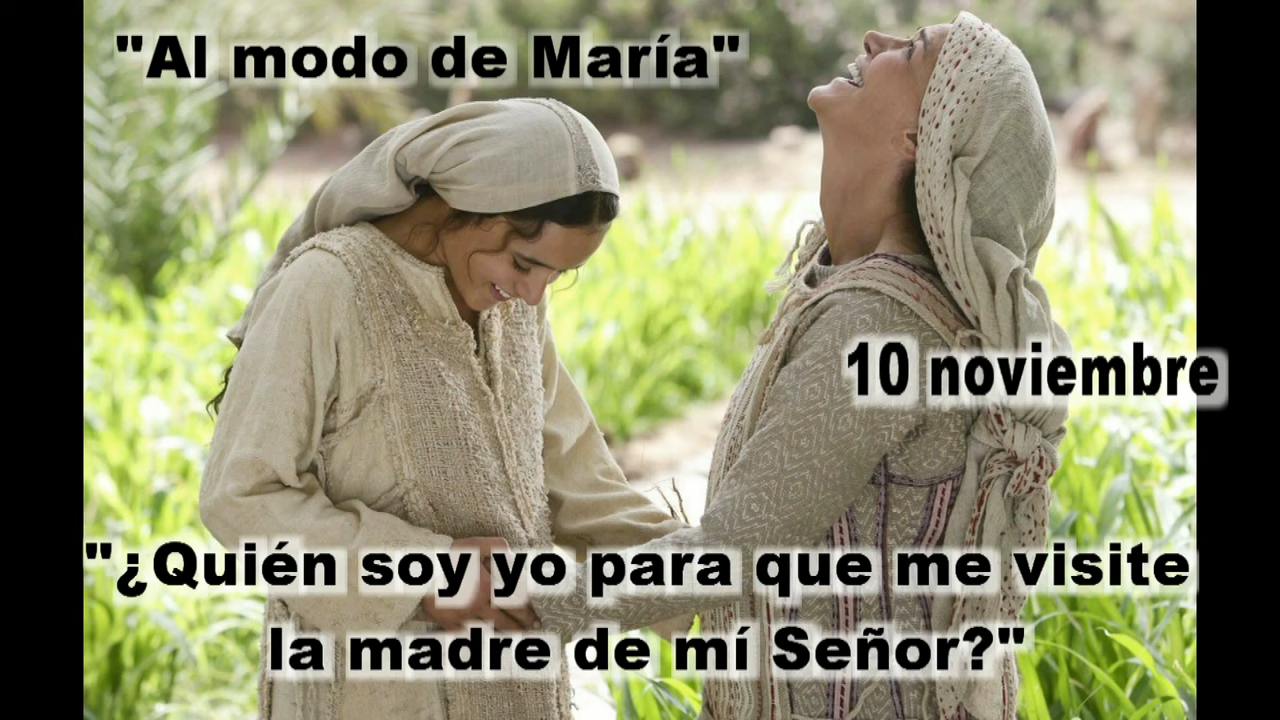 "Al modo de María"
10 noviembre
"¿Quién soy yo para que me visite
la madre de mí Señor?"